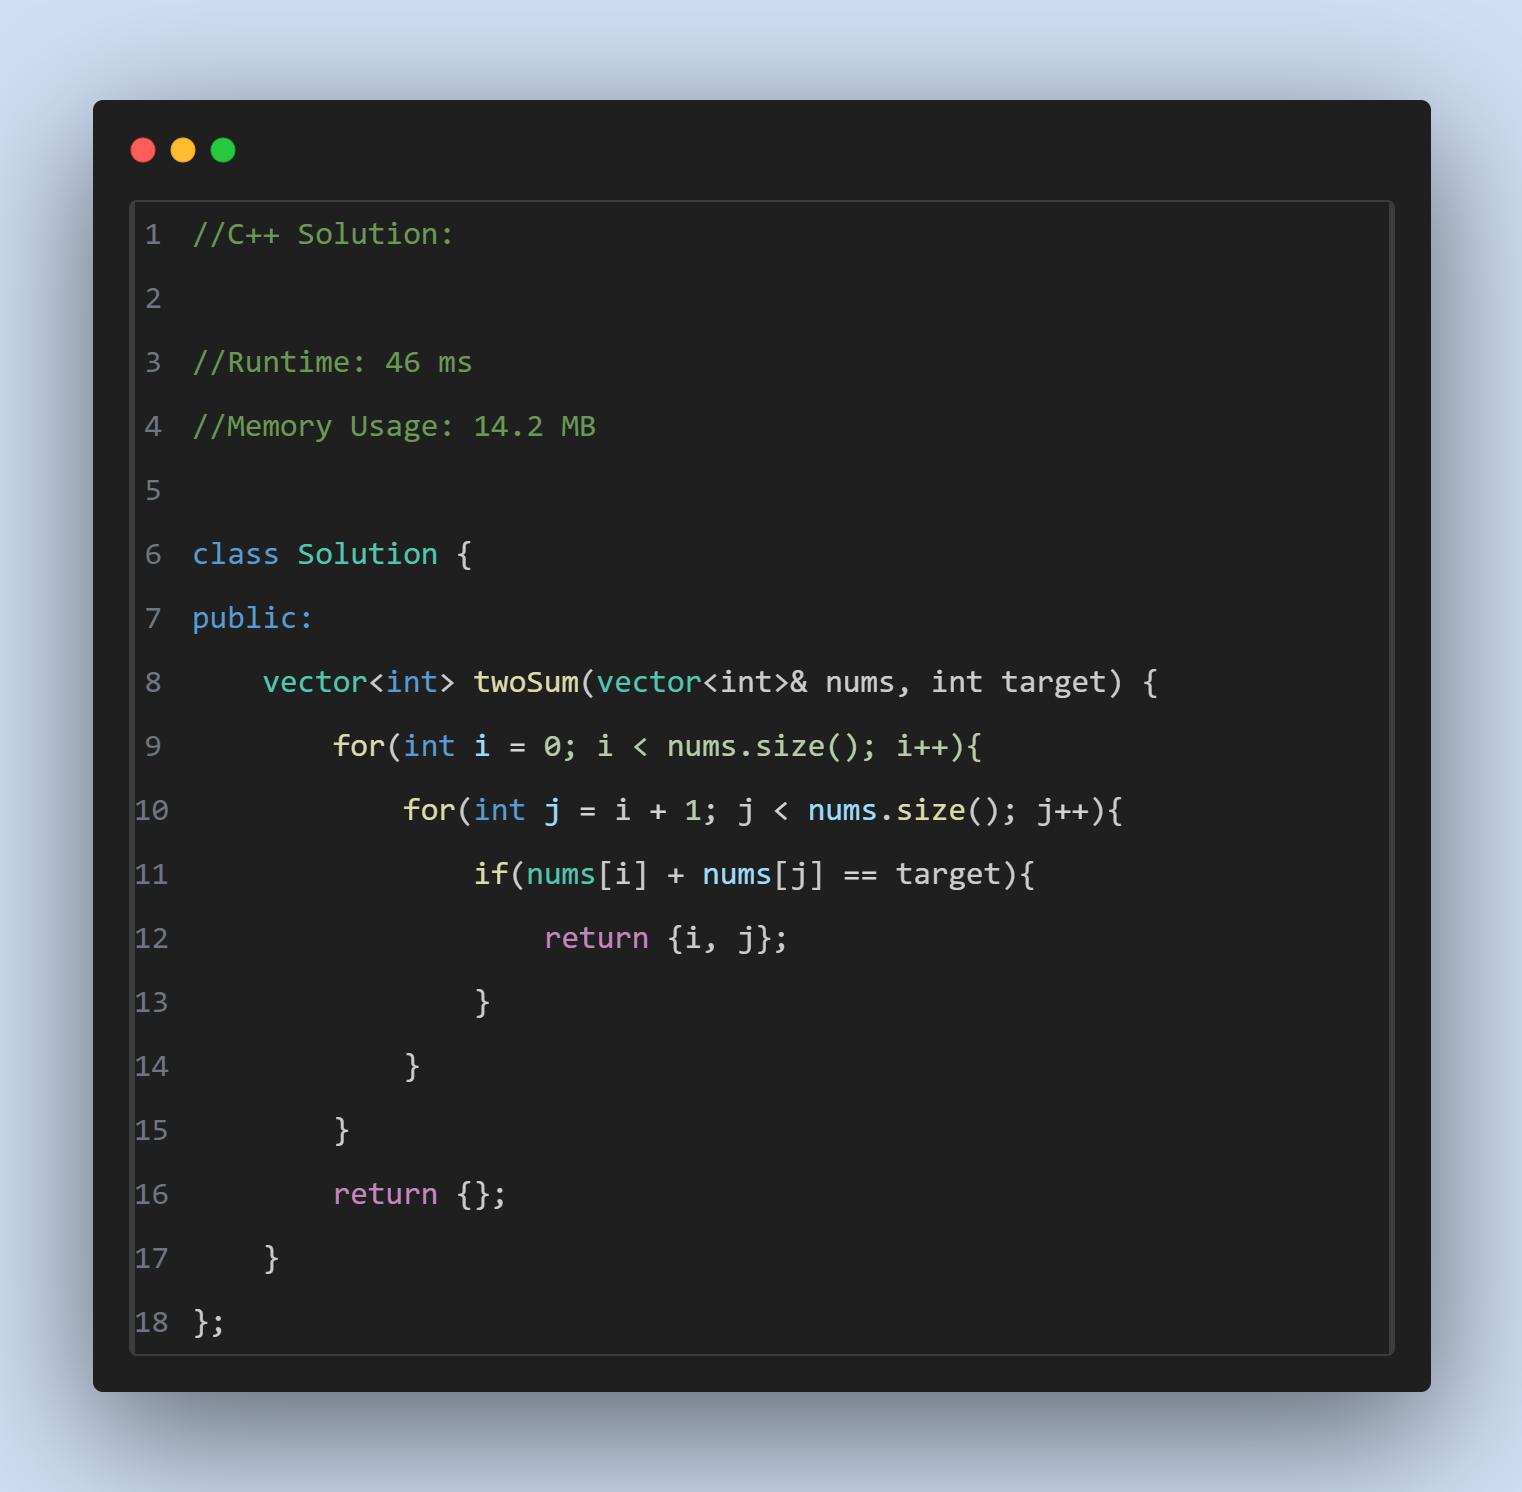 1 //C++ Solution:
2
3 //Runtime: 46 ms
4 //Memory Usage: 14.2 MB
5
6 class Solution {
7 public:
8     vector<int> twoSum(vector<int>& nums, int target) {
9         for(int i = 0; i < nums.size(); i++){
10             for(int j = i + 1; j < nums.size(); j++){
11                 if(nums[i] + nums[j] == target){
12                     return {i, j};
13                 }
14             }
15         }
16         return {};
17     }
18 };